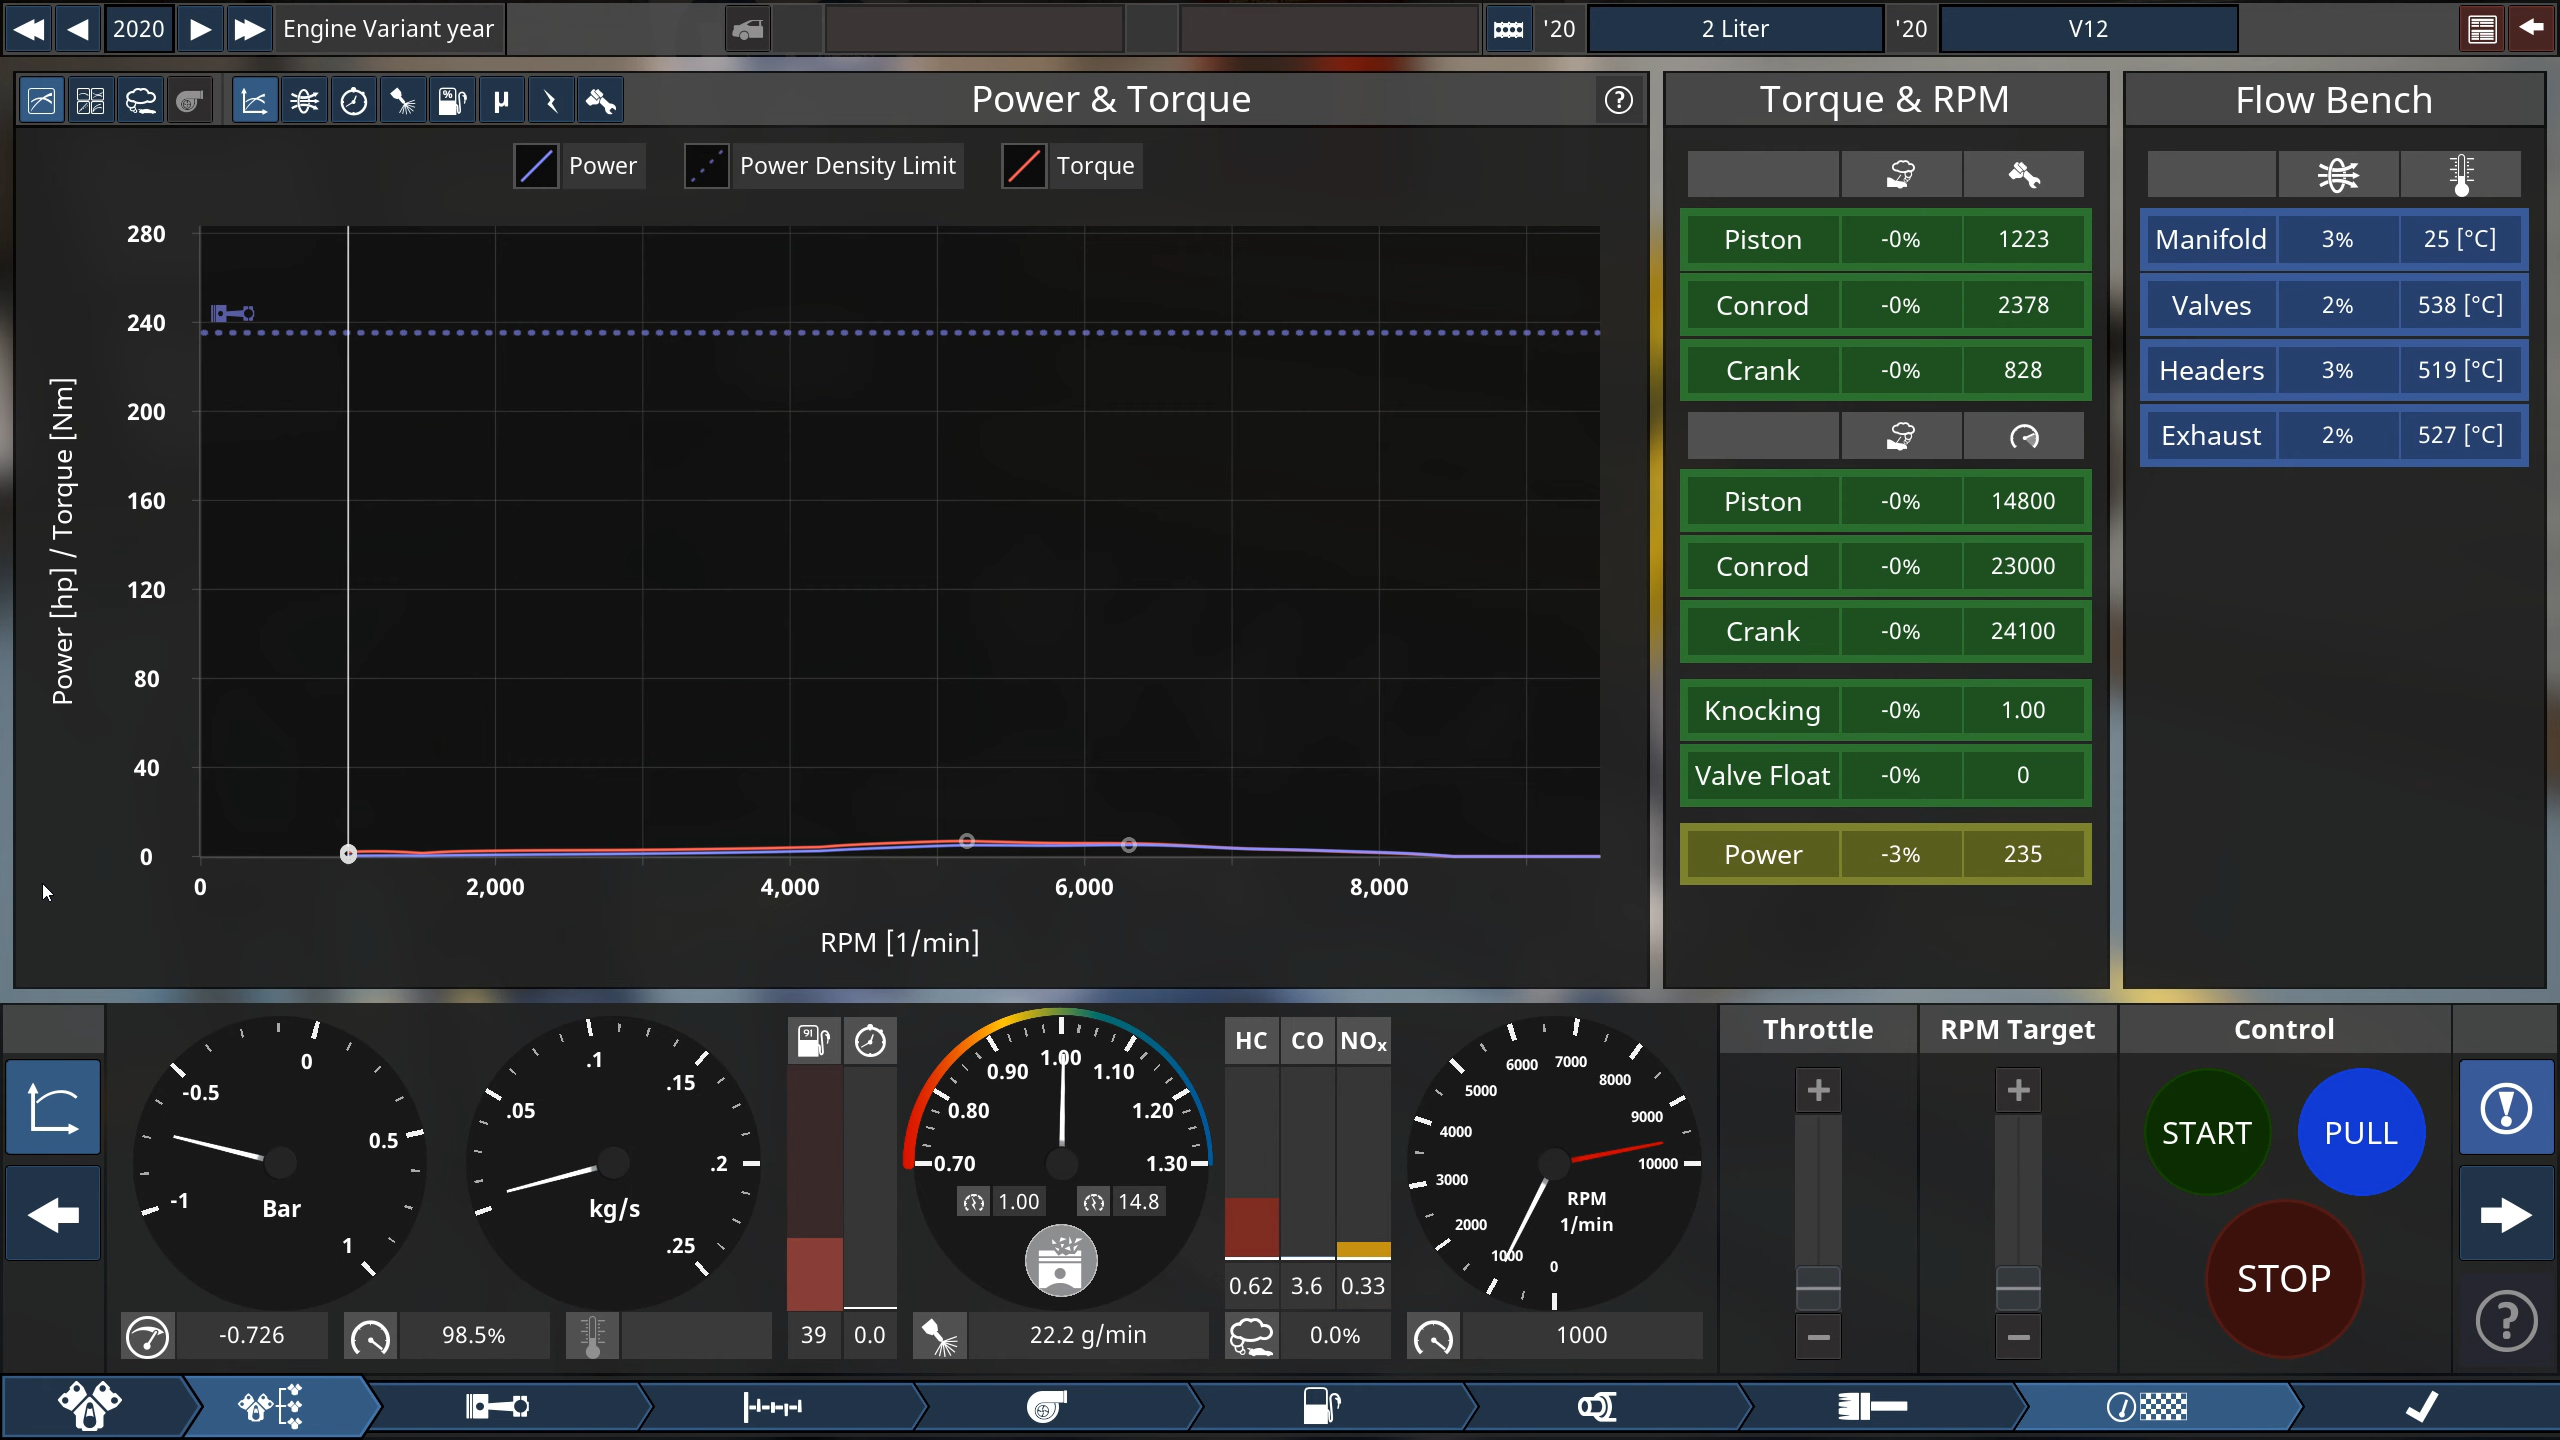 2020
Engine Variant year
'20
2 Liter
'20
V12
Power & Torque
?
Power
Power Density Limit
Torque
Power [hp] / Torque [Nm]
280
240
200
160
120
80
40
0
0
2,000
4,000
6,000
8,000
RPM [1/min]
Torque & RPM
Piston -0% 1223
Conrod -0% 2378
Crank -0% 828
Piston -0% 14800
Conrod -0% 23000
Crank -0% 24100
Knocking -0% 1.00
Valve Float -0% 0
Power -3% 235
Flow Bench
Manifold 3% 25 [°C]
Valves 2% 538 [°C]
Headers 3% 519 [°C]
Exhaust 2% 527 [°C]
-1
-0.5
0
0.5
1
Bar
-0.726
.05
.1
.15
.2
.25
kg/s
98.5%
91
39
0.0
0.70
0.80
0.90
1.00
1.10
1.20
1.30
1.00
14.8
22.2 g/min
HC
CO
NOx
0.62
3.6
0.33
0.0%
0
1000
2000
3000
4000
5000
6000
7000
8000
9000
10000
RPM
1/min
1000
Throttle
+
−
RPM Target
+
−
Control
START
PULL
STOP
!
?
%
μ